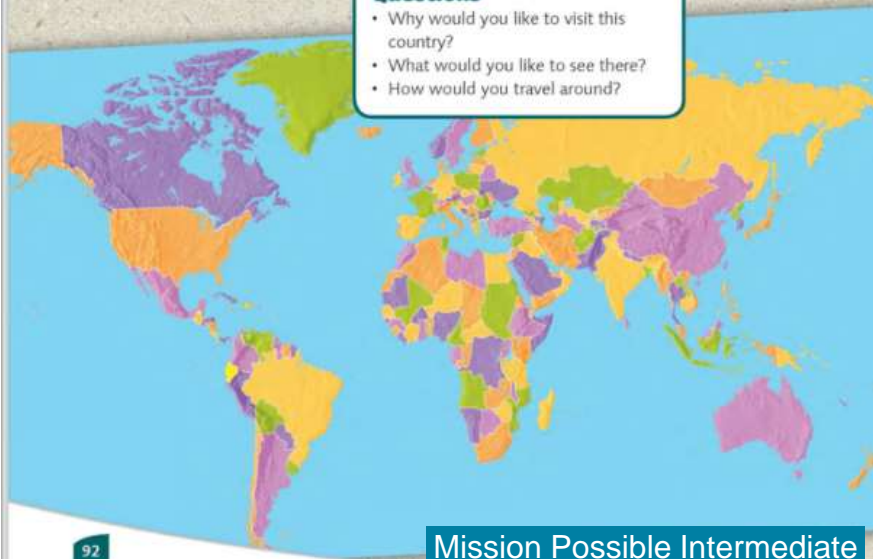 • Why would you like to visit this
country?
• What would you like to see there?
• How would you travel around?
92
Mission Possible Intermediate